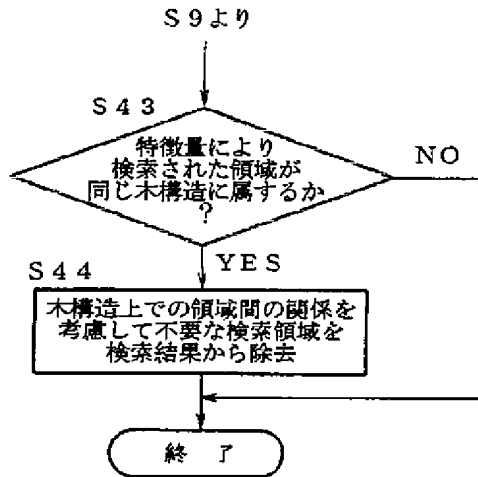 S9より
S43
特徴量により
検索された領域が
同じ木構造に属するか
?
NO
YES
S44
木構造上での領域間の関係を
考慮して不要な検索領域を
検索結果から除去
終 了